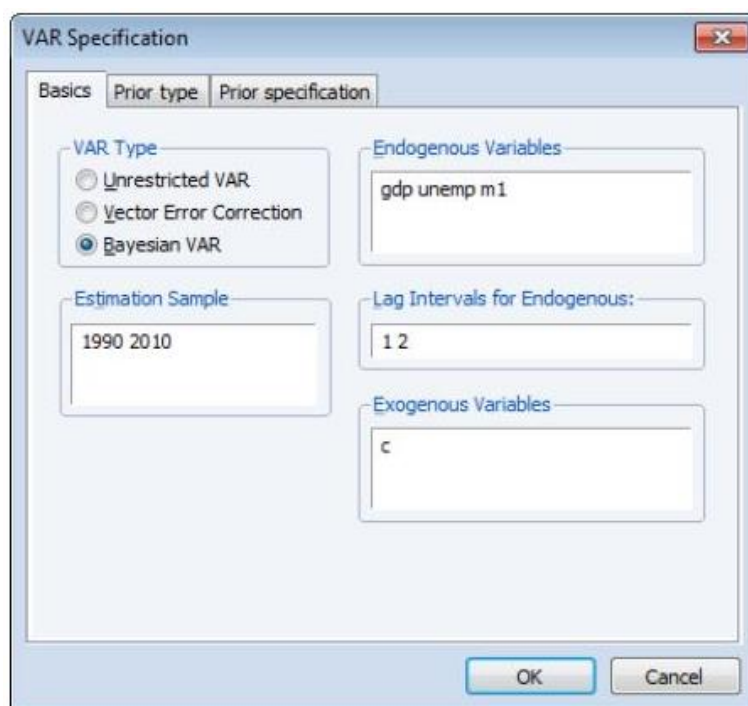 VAR Specification
Basics
Prior type
Prior specification
VAR Type
Unrestricted VAR
Vector Error Correction
Bayesian VAR
Endogenous Variables
gdp unemp m1
Estimation Sample
1990 2010
Lag Intervals for Endogenous:
1 2
Exogenous Variables
c
OK
Cancel